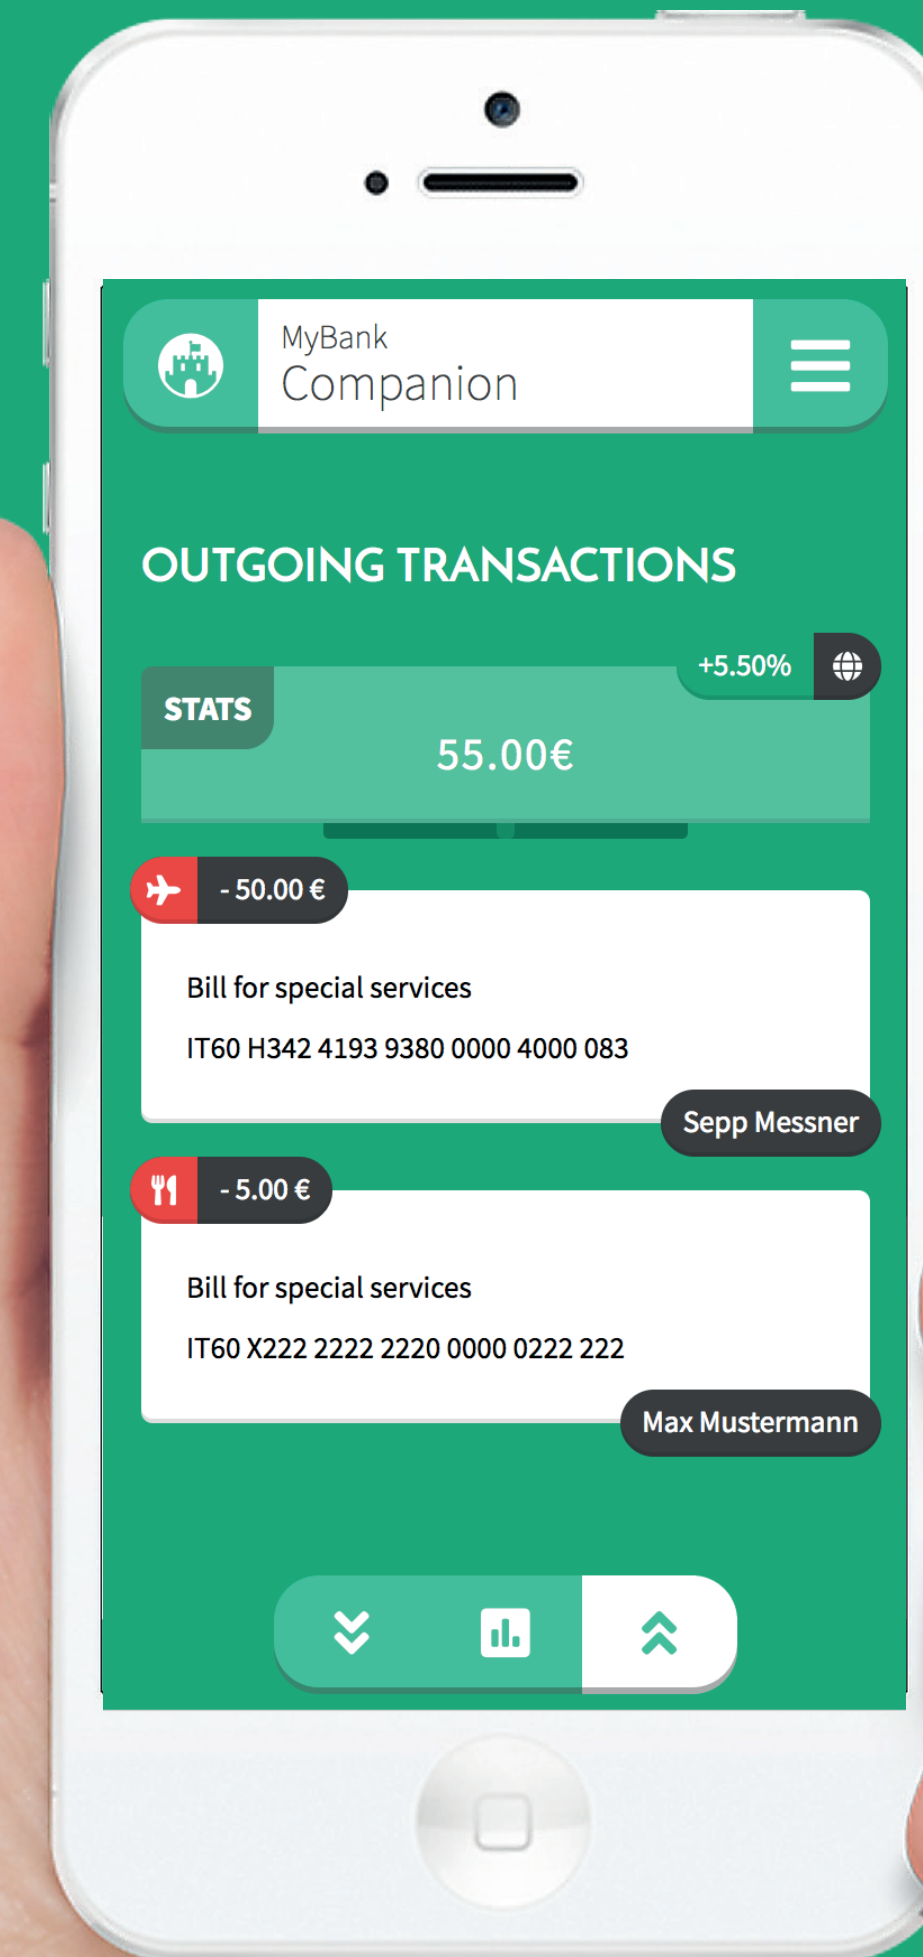 MyBank
Companion
OUTGOING TRANSACTIONS
+5.50%
STATS
55.00€
- 50.00 €
Bill for special services
IT60 H342 4193 9380 0000 4000 083
Sepp Messner
- 5.00 €
Bill for special services
IT60 X222 2222 2220 0000 0222 222
Max Mustermann